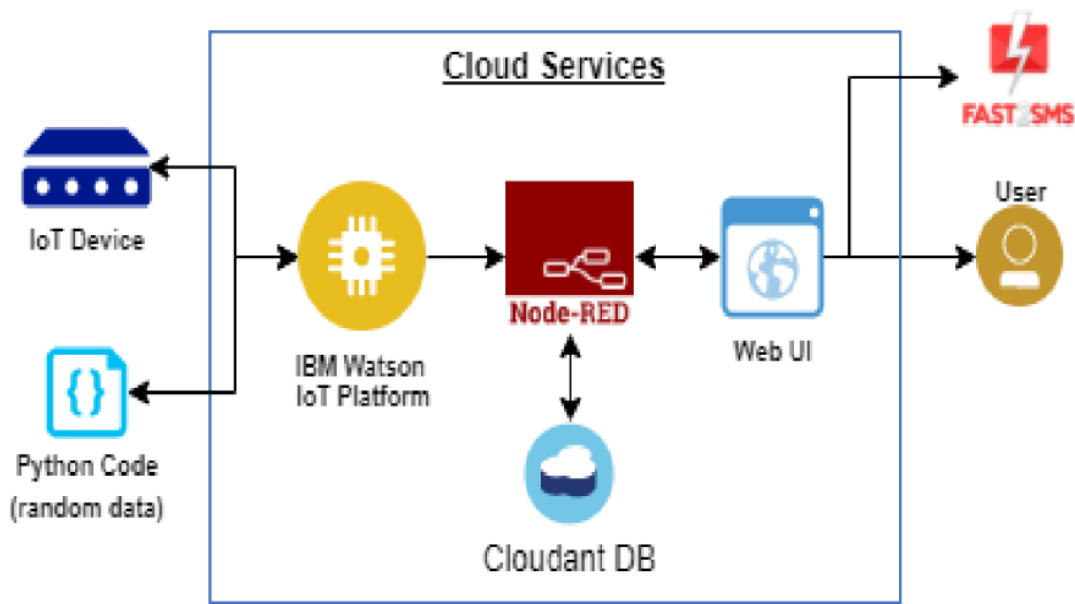 Cloud Services
FAST2SMS
User
IoT Device
Node-RED
Web UI
IBM Watson
IoT Platform
Python Code
(random data)
Cloudant DB